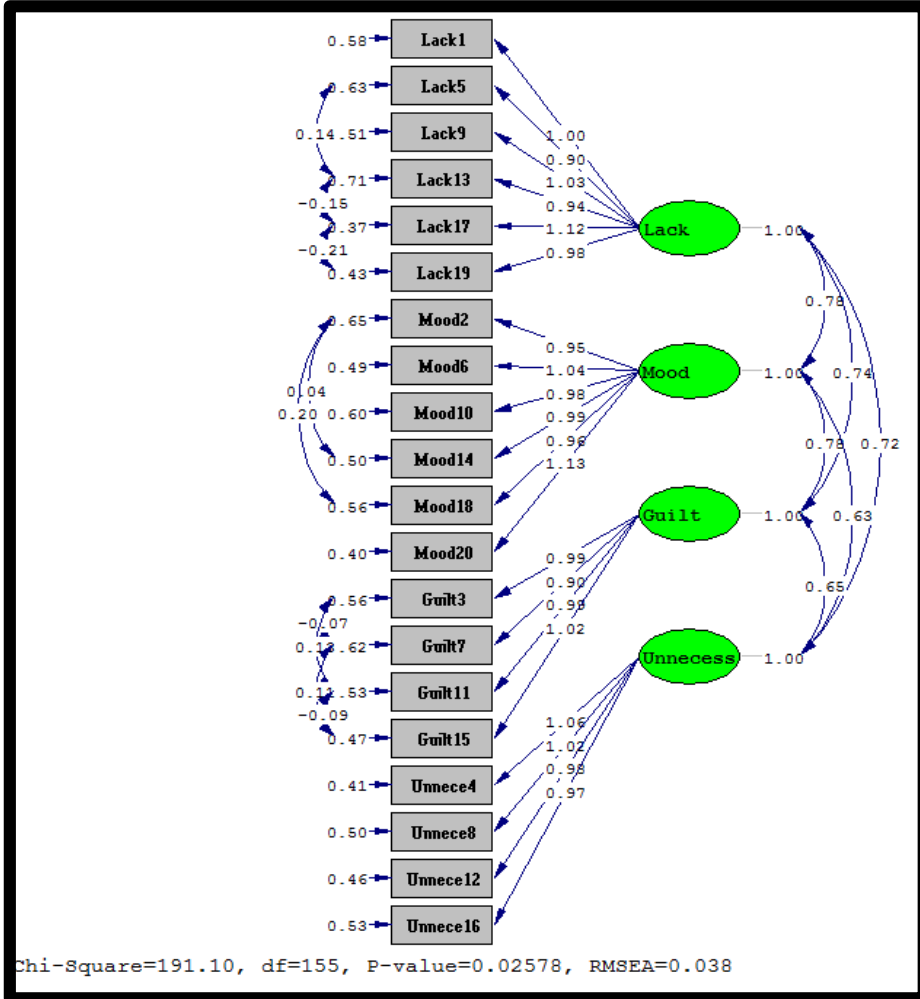 0.58 Lack1
0.63 Lack5
0.14 .51 Lack9
0.71 Lack13
-0.15
0.37 Lack17
-0.21
0.43 Lack19
0.65 Mood2
0.49 Mood6
0.04
0.20 0.60 Mood10
0.50 Mood14
0.56 Mood18
0.40 Mood20
0.56 Guilt3
-0.07
.62 Guilt7
.53 Guilt11
-0.09
0.47 Guilt15
0.41 Unnece4
0.50 Unnece8
0.46 Unnece12
0.53 Unnece16
1.00
0.90
1.03
0.94
1.12
0.98
0.95
1.04
0.98
0.99
0.96
1.13
0.99
0.90
0.99
1.02
1.06
1.02
0.98
0.97
Lack 1.00
Mood 1.00
Guilt 1.00
Unnecess 1.00
0.78
0.74
0.78
0.72
0.63
0.65
Chi-Square=191.10, df=155, P-value=0.02578, RMSEA=0.038